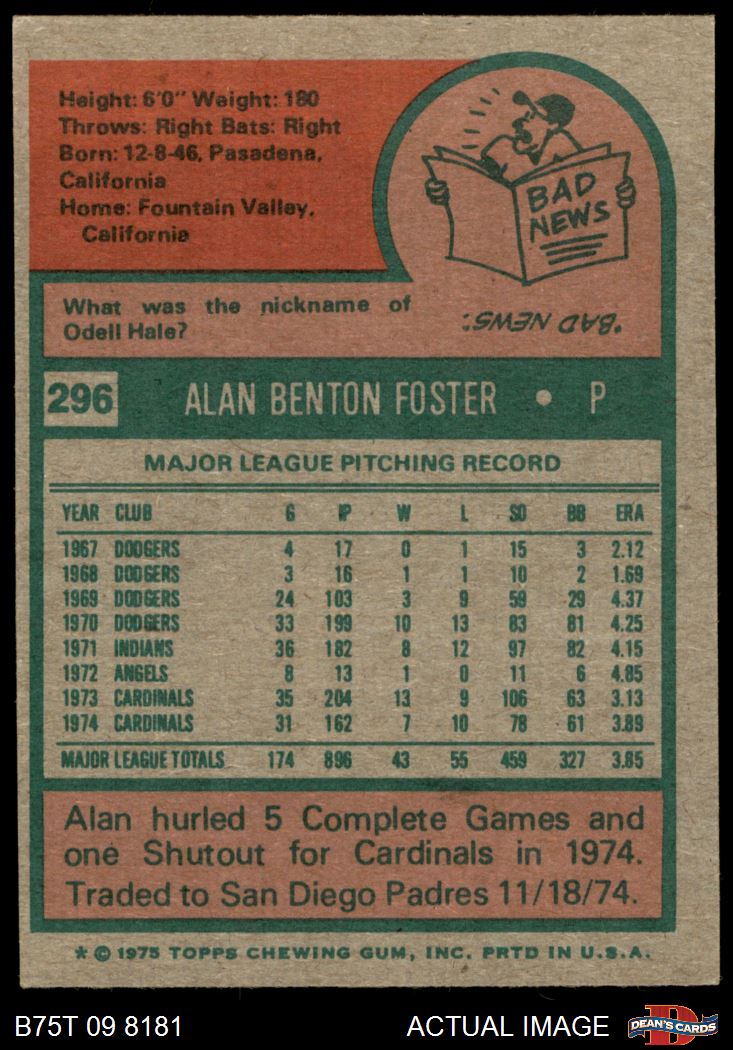 Height: 6'0" Weight: 180
Throws: Right Bats: Right
Born: 12-8-46, Pasadena,
California
Home: Fountain Valley,
California
BAD
NEWS
What was the nickname of
Odell Hale?
"BAD NEWS:
296 ALAN BENTON FOSTER • P
MAJOR LEAGUE PITCHING RECORD
YEAR CLUB G IP W L SO BB ERA
1967 DODGERS 4 17 0 1 15 3 2.12
1968 DODGERS 3 16 1 1 10 2 1.69
1969 DODGERS 24 103 3 9 59 29 4.37
1970 DODGERS 33 199 10 13 83 81 4.25
1971 INDIANS 36 182 8 12 97 82 4.15
1972 ANGELS 8 13 1 0 11 6 4.85
1973 CARDINALS 35 204 13 9 106 63 3.13
1974 CARDINALS 31 162 7 10 78 61 3.89
MAJOR LEAGUE TOTALS 174 896 43 55 459 327 3.85
Alan hurled 5 Complete Games and
one Shutout for Cardinals in 1974.
Traded to San Diego Padres 11/18/74.
* © 1975 TOPPS CHEWING GUM, INC. PRTD IN U.S.A.
B75T 09 8181 ACTUAL IMAGE D DEAN'S CARDS